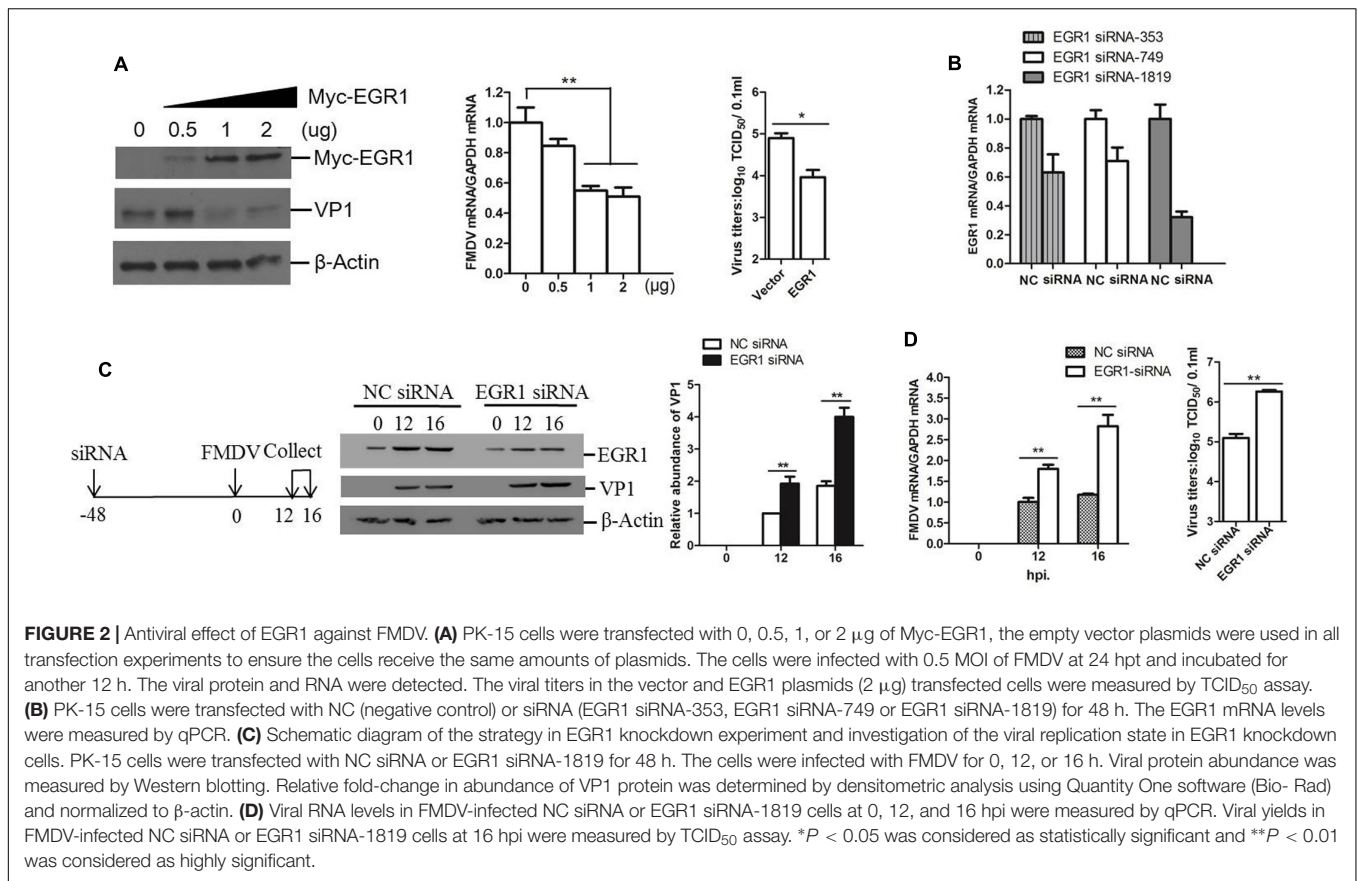 A
Myc-EGR1
0 0.5 1 2 (ug)
Myc-EGR1
VP1
β-Actin
FMDV mRNA/GAPDH mRNA
1.2
1.0
0.8
0.6
0.4
0.2
0.0
**
0 0.5 1 2 (μg)
Virus titers:log10 TCID50/ 0.1ml
6
5
4
3
2
*
Vector EGR1
B
EGR1 siRNA-353
EGR1 siRNA-749
EGR1 siRNA-1819
EGR1 mRNA/GAPDH mRNA
1.2
1.0
0.8
0.6
0.4
0.2
0.0
NC siRNA NC siRNA NC siRNA
C
siRNA FMDV Collect
-48 0 12 16
NC siRNA EGR1 siRNA
0 12 16 0 12 16
EGR1
VP1
β-Actin
NC siRNA
EGR1 siRNA
Relative abundance of VP1
5
4
3
2
1
0
** **
0 12 16
D
NC siRNA
EGR1-siRNA
FMDV mRNA/GAPDH mRNA
4.0
3.5
3.0
2.5
2.0
1.5
1.0
0.5
0.0
** **
0 12 16
hpi.
Virus titers:log10 TCID50/ 0.1ml
7
6
5
4
3
**
NC siRNA EGR1 siRNA
FIGURE 2 | Antiviral effect of EGR1 against FMDV. (A) PK-15 cells were transfected with 0, 0.5, 1, or 2 μg of Myc-EGR1, the empty vector plasmids were used in all
transfection experiments to ensure the cells receive the same amounts of plasmids. The cells were infected with 0.5 MOI of FMDV at 24 hpt and incubated for
another 12 h. The viral protein and RNA were detected. The viral titers in the vector and EGR1 plasmids (2 μg) transfected cells were measured by TCID50 assay.
(B) PK-15 cells were transfected with NC (negative control) or siRNA (EGR1 siRNA-353, EGR1 siRNA-749 or EGR1 siRNA-1819) for 48 h. The EGR1 mRNA levels
were measured by qPCR. (C) Schematic diagram of the strategy in EGR1 knockdown experiment and investigation of the viral replication state in EGR1 knockdown
cells. PK-15 cells were transfected with NC siRNA or EGR1 siRNA-1819 for 48 h. The cells were infected with FMDV for 0, 12, or 16 h. Viral protein abundance was
measured by Western blotting. Relative fold-change in abundance of VP1 protein was determined by densitometric analysis using Quantity One software (Bio- Rad)
and normalized to β-actin. (D) Viral RNA levels in FMDV-infected NC siRNA or EGR1 siRNA-1819 cells at 0, 12, and 16 hpi were measured by qPCR. Viral yields in
FMDV-infected NC siRNA or EGR1 siRNA-1819 cells at 16 hpi were measured by TCID50 assay. *P < 0.05 was considered as statistically significant and **P < 0.01
was considered as highly significant.